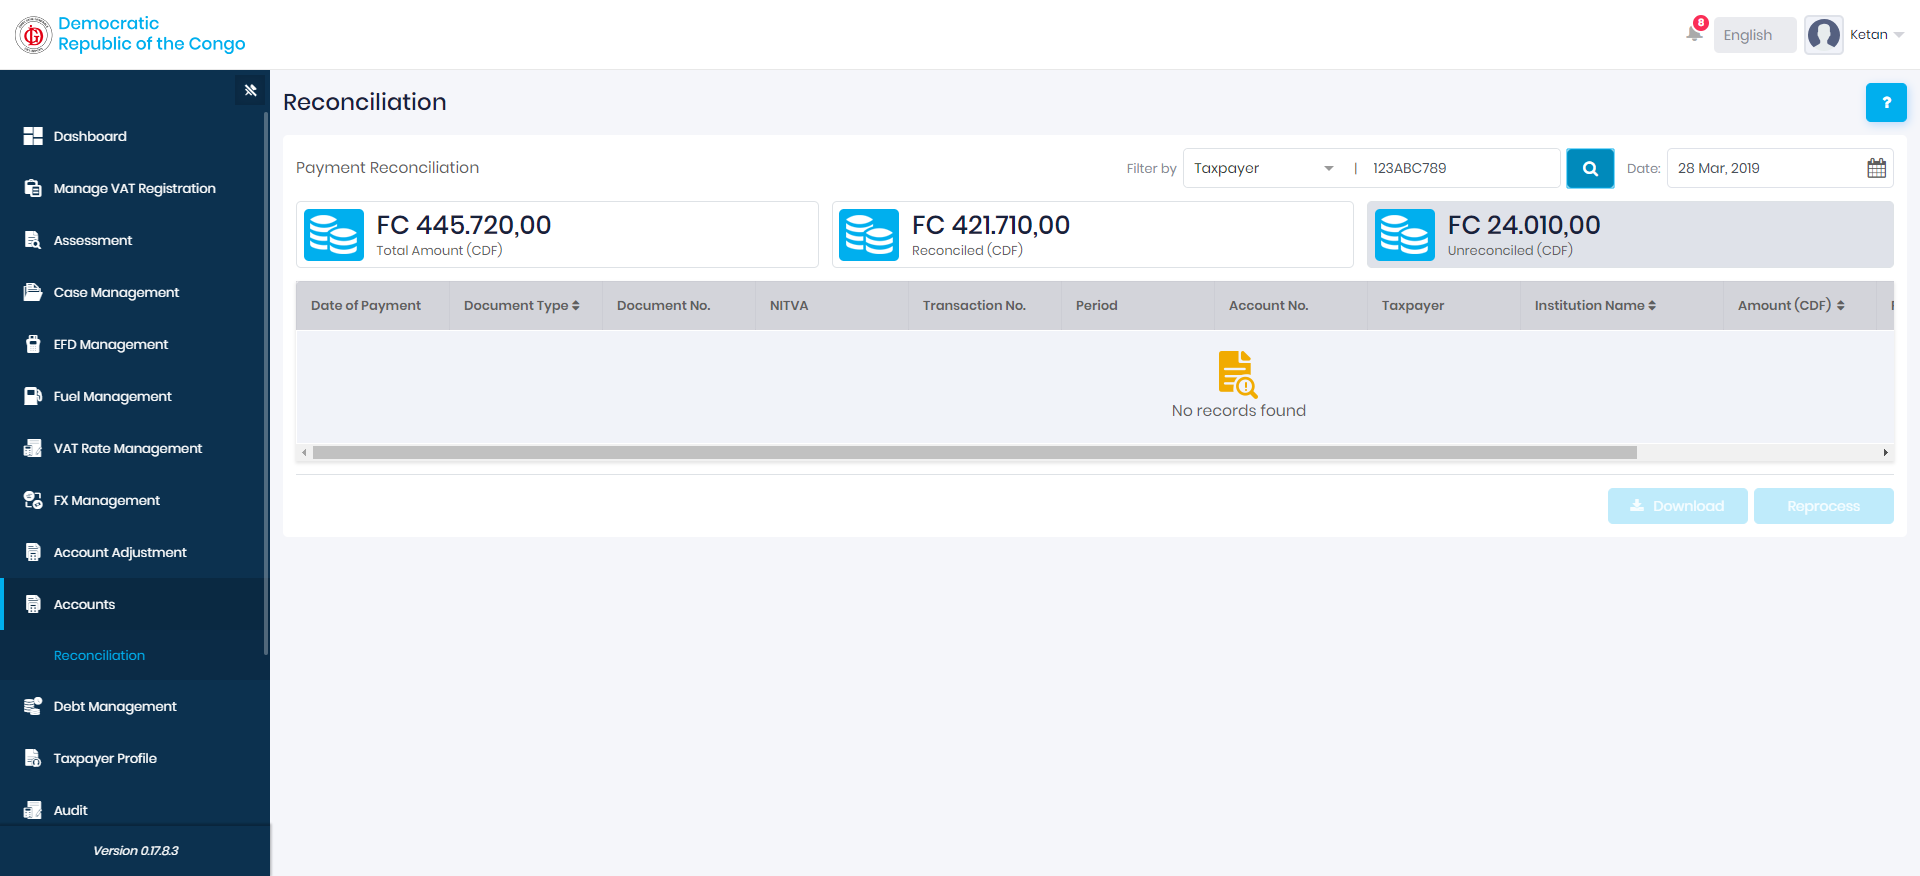 Democratic
Republic of the Congo
8
English
Ketan
Reconciliation
?
Dashboard
Manage VAT Registration
Assessment
Case Management
EFD Management
Fuel Management
VAT Rate Management
FX Management
Account Adjustment
Accounts
Reconciliation
Debt Management
Taxpayer Profile
Audit
Version 0.17.8.3
Payment Reconciliation
Filter by Taxpayer | 123ABC789
Date: 28 Mar, 2019
FC 445.720,00
Total Amount (CDF)
FC 421.710,00
Reconciled (CDF)
FC 24.010,00
Unreconciled (CDF)
Date of Payment Document Type Document No. NITVA Transaction No. Period Account No. Taxpayer Institution Name Amount (CDF)
No records found
Download Reprocess